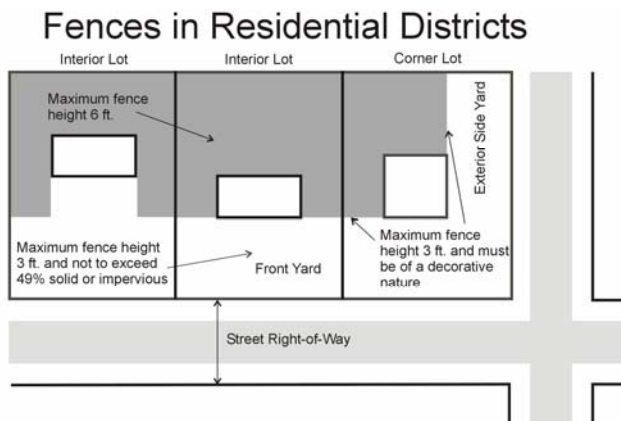 Fences in Residential Districts
Interior Lot
Interior Lot
Corner Lot
Maximum fence
height 6 ft.
Exterior Side Yard
Maximum fence height
3 ft. and not to exceed
49% solid or impervious
Front Yard
Maximum fence
height 3 ft. and must
be of a decorative
nature
Street Right-of-Way